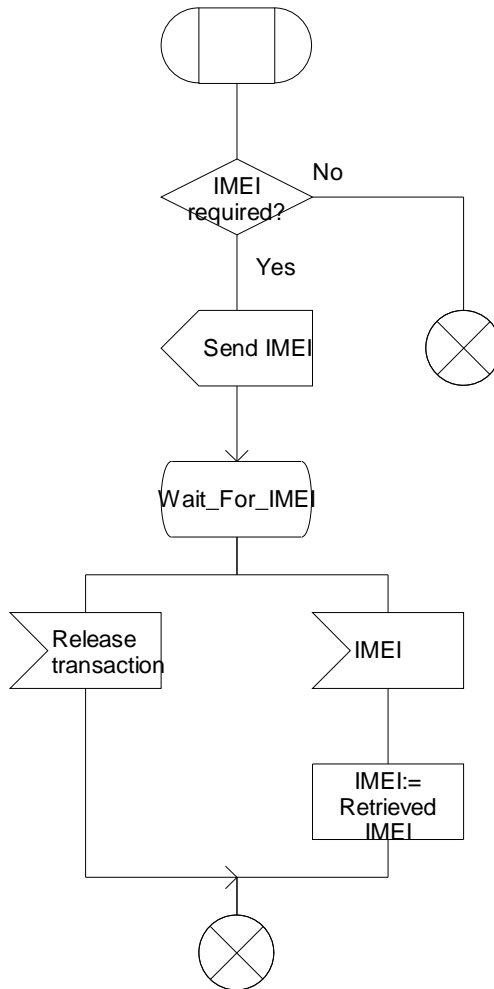 No
IMEI
required?
Yes
Send IMEI
Wait_For_IMEI
Release
transaction
IMEI
IMEI:=
Retrieved
IMEI